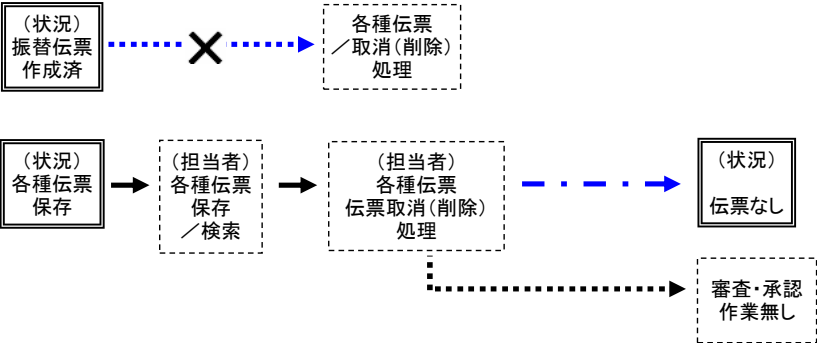 （状況）
振替伝票
作成済
各種伝票
／取消（削除）
処理
（状況）
各種伝票
保存
（担当者）
各種伝票
保存
／検索
（担当者）
各種伝票
伝票取消（削除）
処理
（状況）
伝票なし
審査・承認
作業無し